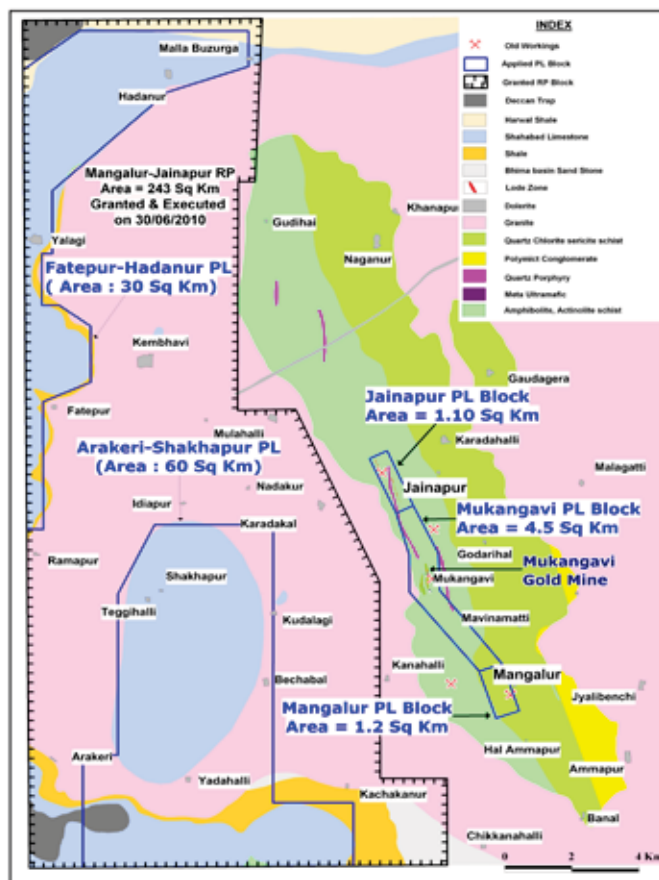 INDEX
Old Workings
Applied PL Block
Granted RP Block
Deccan Trap
Harwal Shale
Shahabad Limestone
Shale
Bhima basin Sand Stone
Lode Zone
Dolerite
Granite
Quartz Chlorite sericite schist
Polymict Conglomerate
Quartz Porphyry
Meta Ultramafic
Amphibolite, Actinolite schist
Malla Buzurga
Hadanur
Mangalur-Jainapur RP
Area = 243 Sq Km
Granted & Executed
on 30/06/2010
Khanapur
Gudihai
Naganur
Yalagi
Fatepur-Hadanur PL
( Area : 30 Sq Km)
Kembhavi
Gaudagera
Jainapur PL Block
Area = 1.10 Sq Km
Fatepur
Mulahalli
Karadahalli
Arakeri-Shakhapur PL
(Area : 60 Sq Km)
Malagatti
Nadakur
Jainapur
Idiapur
Karadakal
Mukangavi PL Block
Area = 4.5 Sq Km
Ramapur
Godarihal
Mukangavi
Gold Mine
Shakhapur
Mukangavi
Teggihalli
Kudalagi
Mavinamatti
Kanahalli
Mangalur
Bechabal
Jyalibenchi
Mangalur PL Block
Area = 1.2 Sq Km
Hal Ammapur
Arakeri
Ammapur
Yadahalli
Kachakanur
Banal
Chikkanahalli
0 2 4 Km